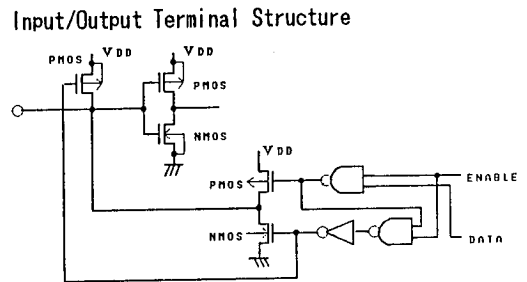 Input/Output Terminal Structure
PMOS VDD VDD
PMOS
NMOS
VDD
PMOS
ENABLE
NMOS
DATA